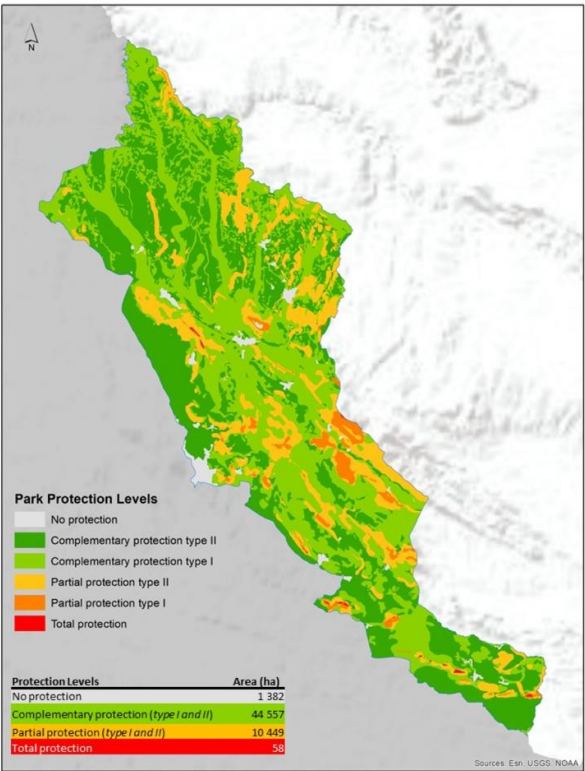 N
Park Protection Levels
No protection
Complementary protection type II
Complementary protection type I
Partial protection type II
Partial protection type I
Total protection
Protection Levels Area (ha)
No protection 1 382
Complementary protection (type I and II) 44 557
Partial protection (type I and II) 10 449
Total protection 58
Sources: Esri, USGS, NOAA